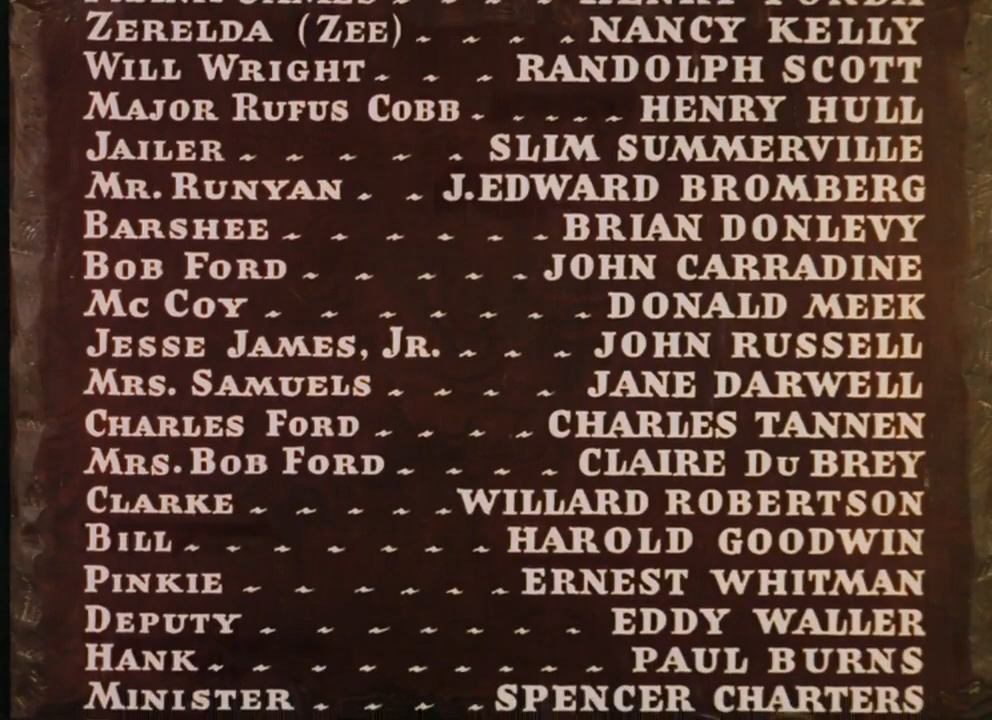 ZERELDA (ZEE) ~ ~ ~ ~ NANCY KELLY
WILL WRIGHT ~ ~ ~ RANDOLPH SCOTT
MAJOR RUFUS COBB ~ ~ ~ ~ ~ HENRY HULL
JAILER ~ ~ ~ ~ ~ SLIM SUMMERVILLE
MR. RUNYAN ~ ~ J.EDWARD BROMBERG
BARSHEE ~ ~ ~ ~ ~ ~ BRIAN DONLEVY
BOB FORD ~ ~ ~ ~ ~ JOHN CARRADINE
MC COY ~ ~ ~ ~ ~ ~ ~ DONALD MEEK
JESSE JAMES, JR. ~ ~ ~ JOHN RUSSELL
MRS. SAMUELS ~ ~ ~ ~ JANE DARWELL
CHARLES FORD ~ ~ ~ ~ CHARLES TANNEN
MRS. BOB FORD ~ ~ ~ ~ CLAIRE DU BREY
CLARKE ~ ~ ~ ~ ~ WILLARD ROBERTSON
BILL ~ ~ ~ ~ ~ ~ ~ HAROLD GOODWIN
PINKIE ~ ~ ~ ~ ~ ~ ERNEST WHITMAN
DEPUTY ~ ~ ~ ~ ~ ~ ~ EDDY WALLER
HANK ~ ~ ~ ~ ~ ~ ~ ~ ~ PAUL BURNS
MINISTER ~ ~ ~ ~ SPENCER CHARTERS